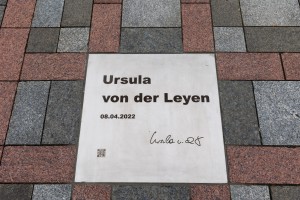 Ursula
von der Leyen
08.04.2022